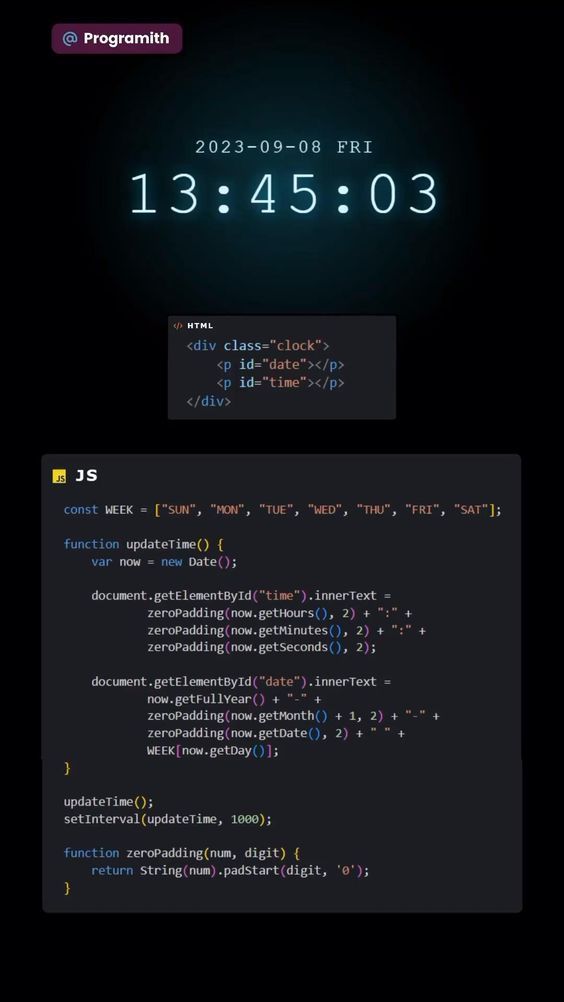 @ Programith
2023-09-08 FRI
13:45:03
</> HTML
<div class="clock">
    <p id="date"></p>
    <p id="time"></p>
</div>
JS JS
const WEEK = ["SUN", "MON", "TUE", "WED", "THU", "FRI", "SAT"];
function updateTime() {
    var now = new Date();
    document.getElementById("time").innerText =
            zeroPadding(now.getHours(), 2) + ":" +
            zeroPadding(now.getMinutes(), 2) + ":" +
            zeroPadding(now.getSeconds(), 2);
    document.getElementById("date").innerText =
            now.getFullYear() + "-" +
            zeroPadding(now.getMonth() + 1, 2) + "-" +
            zeroPadding(now.getDate(), 2) + " " +
            WEEK[now.getDay()];
}
updateTime();
setInterval(updateTime, 1000);
function zeroPadding(num, digit) {
    return String(num).padStart(digit, '0');
}